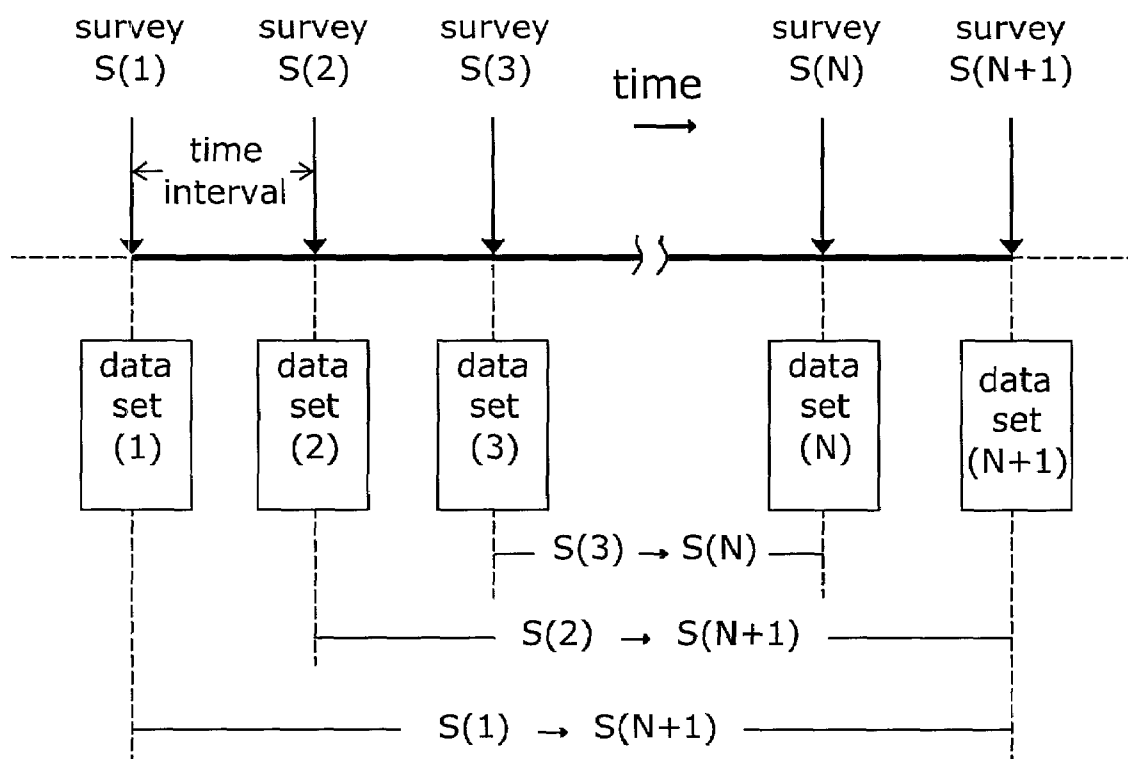 survey
S(1)
survey
S(2)
survey
S(3)
time
survey
S(N)
survey
S(N+1)
time
interval
data
set
(1)
data
set
(2)
data
set
(3)
data
set
(N)
data
set
(N+1)
S(3) → S(N)
S(2) → S(N+1)
S(1) → S(N+1)